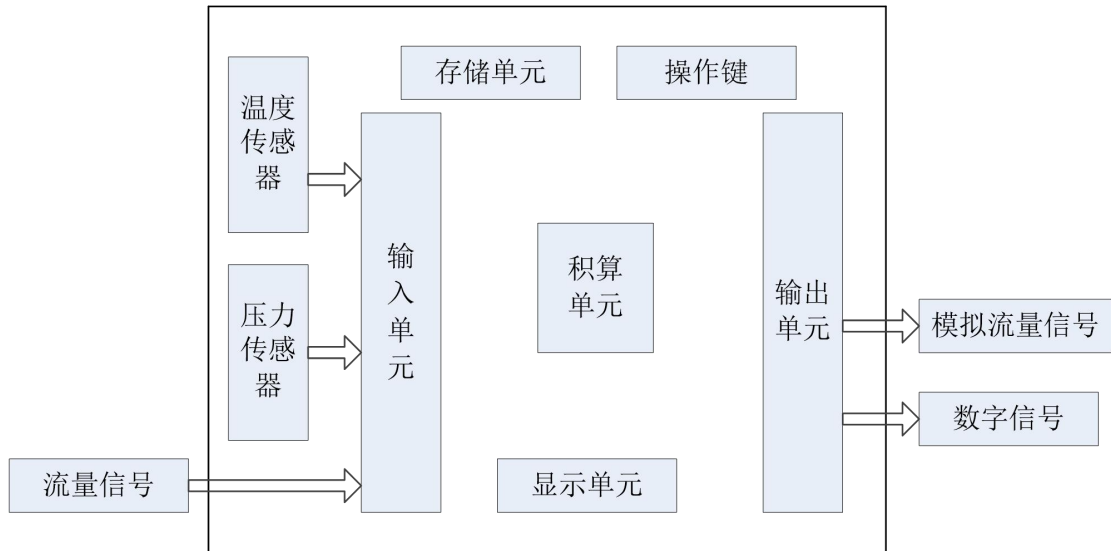 存储单元
操作键
温度
传感
器
输
入
单
元
积算
单元
输出
单元
压力
传感
器
模拟流量信号
数字信号
流量信号
显示单元